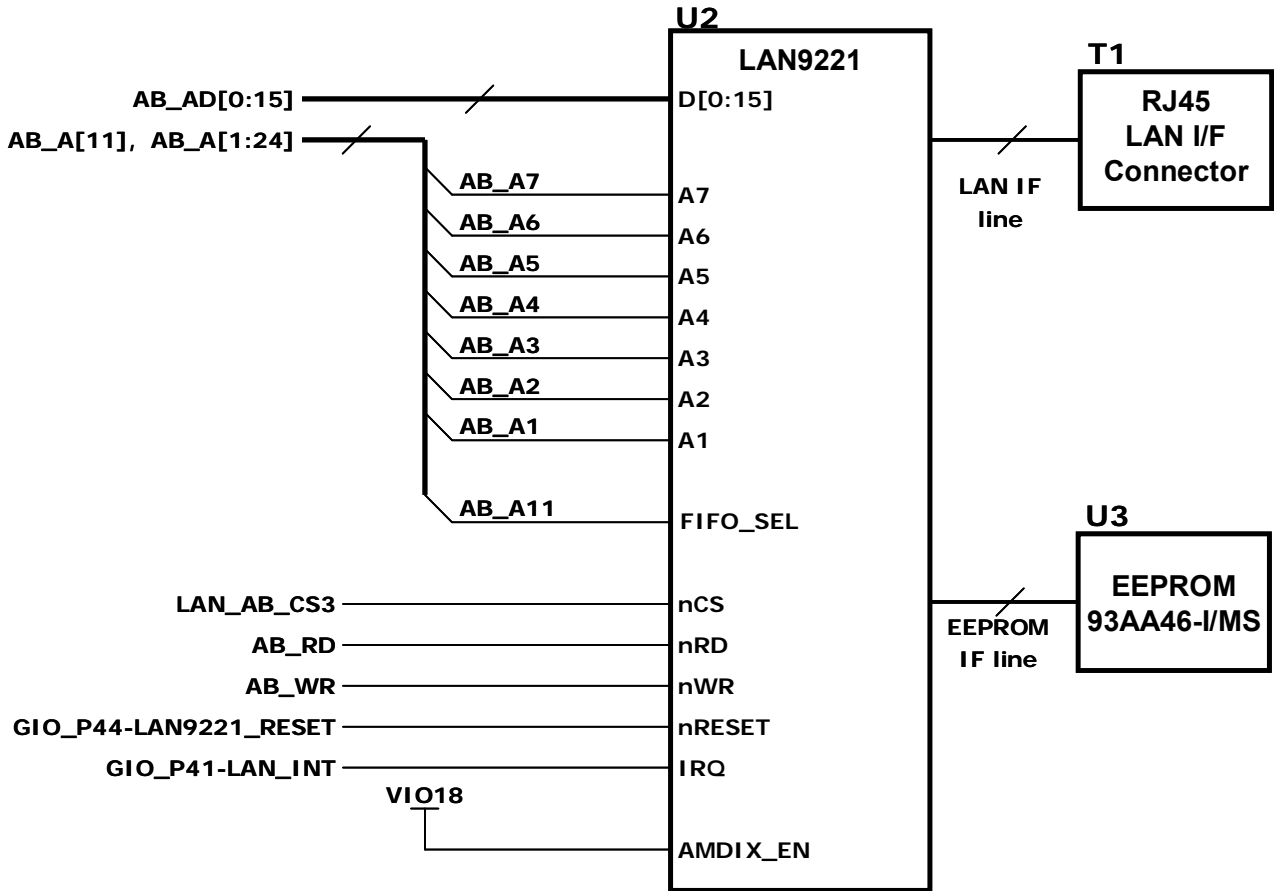 U2
LAN9221
T1
RJ45
LAN I/F
Connector
AB_AD[0:15]
D[0:15]
AB_A[11], AB_A[1:24]
LAN IF
line
AB_A7
A7
AB_A6
A6
AB_A5
A5
AB_A4
A4
AB_A3
A3
AB_A2
A2
AB_A1
A1
AB_A11
FIFO_SEL
U3
EEPROM
93AA46-I/MS
EEPROM
IF line
LAN_AB_CS3
nCS
AB_RD
nRD
AB_WR
nWR
GIO_P44-LAN9221_RESET
nRESET
GIO_P41-LAN_INT
IRQ
VIO18
AMDIX_EN